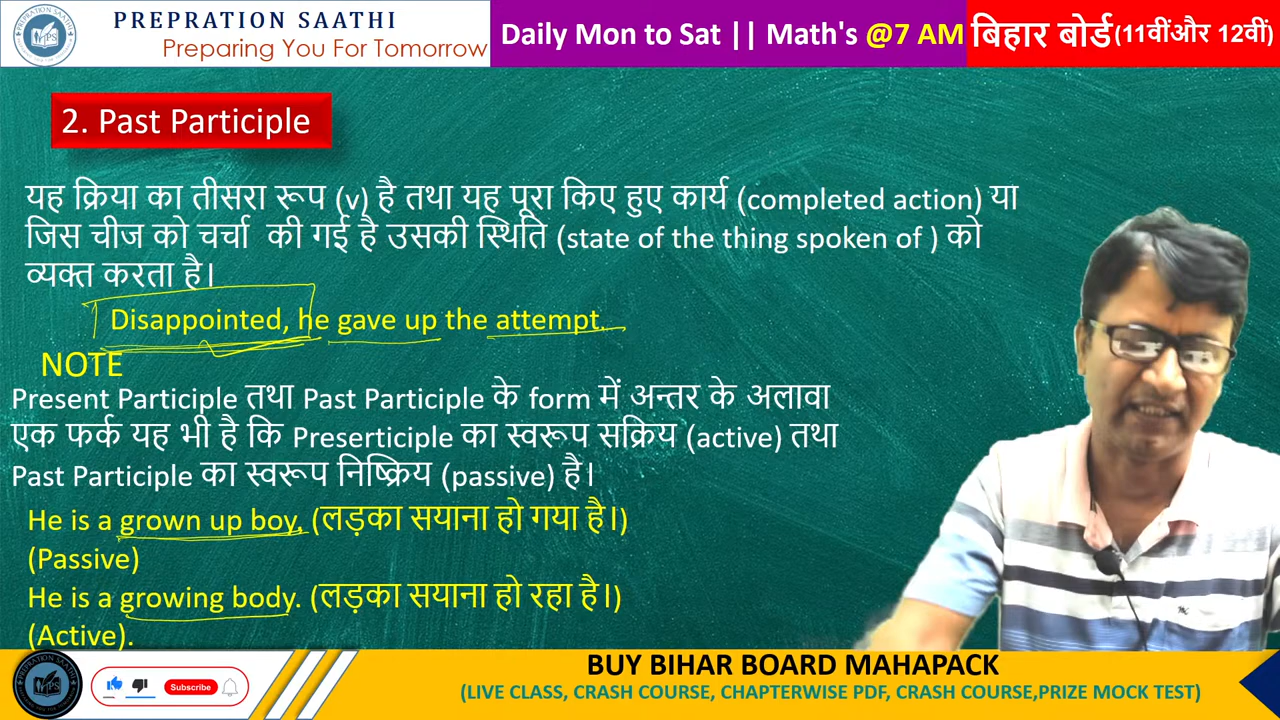 PREPRATION SAATHI
Preparing You For Tomorrow
Daily Mon to Sat || Math's @7 AM
बिहार बोर्ड(11वींऔर 12वीं)
2. Past Participle
यह क्रिया का तीसरा रूप (v) है तथा यह पूरा किए हुए कार्य (completed action) या
जिस चीज को चर्चा की गई है उसकी स्थिति (state of the thing spoken of ) को
व्यक्त करता है।
Disappointed, he gave up the attempt.
NOTE
Present Participle तथा Past Participle के form में अन्तर के अलावा
एक फर्क यह भी है कि Preserticiple का स्वरूप सक्रिय (active) तथा
Past Participle का स्वरूप निष्क्रिय (passive) है।
He is a grown up boy, (लड़का सयाना हो गया है।)
(Passive)
He is a growing body. (लड़का सयाना हो रहा है।)
(Active).
Subscribe
BUY BIHAR BOARD MAHAPACK
(LIVE CLASS, CRASH COURSE, CHAPTERWISE PDF, CRASH COURSE,PRIZE MOCK TEST)